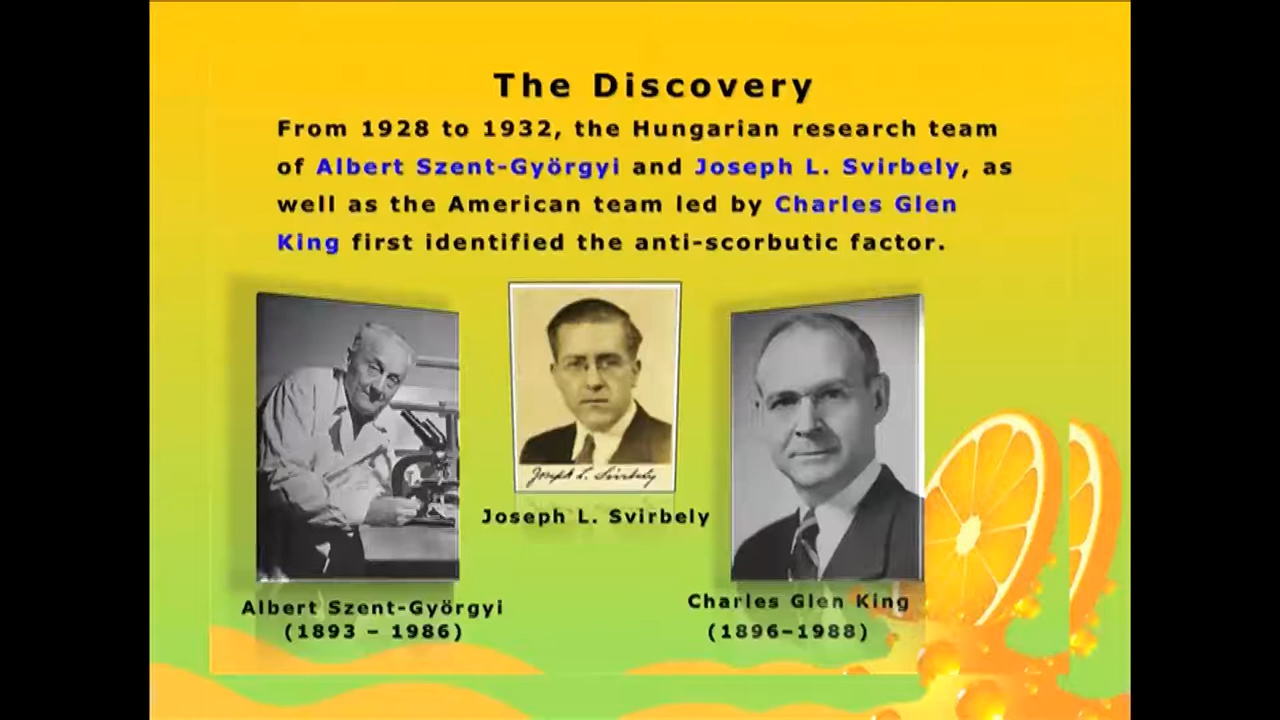 The Discovery
From 1928 to 1932, the Hungarian research team
of Albert Szent-Györgyi and Joseph L. Svirbely, as
well as the American team led by Charles Glen
King first identified the anti-scorbutic factor.
Joseph L. Svirbely
Joseph L. Svirbely
Albert Szent-Györgyi
(1893 – 1986)
Charles Glen King
(1896–1988)